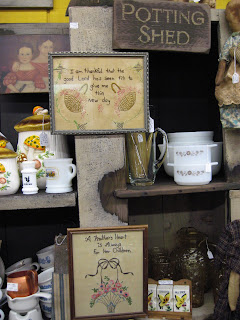 POTTING
SHED
I am thankful that the
good Lord has seen fit to
give me
this
new day
A Mothers Heart
Is Always
For Her Children.